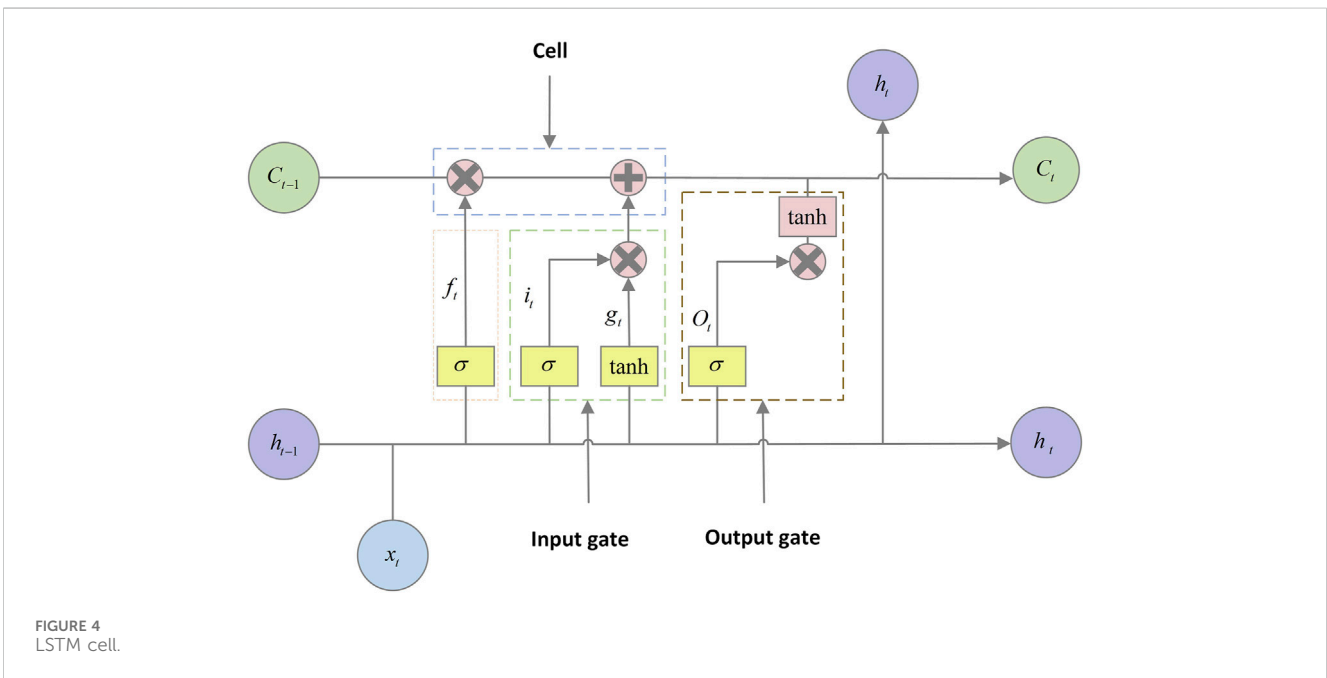 Cell
h_t
C_{t-1}
C_t
tanh
f_t
i_t
g_t
O_t
σ
σ
tanh
σ
h_{t-1}
h_t
Input gate
Output gate
x_t
FIGURE 4
LSTM cell.